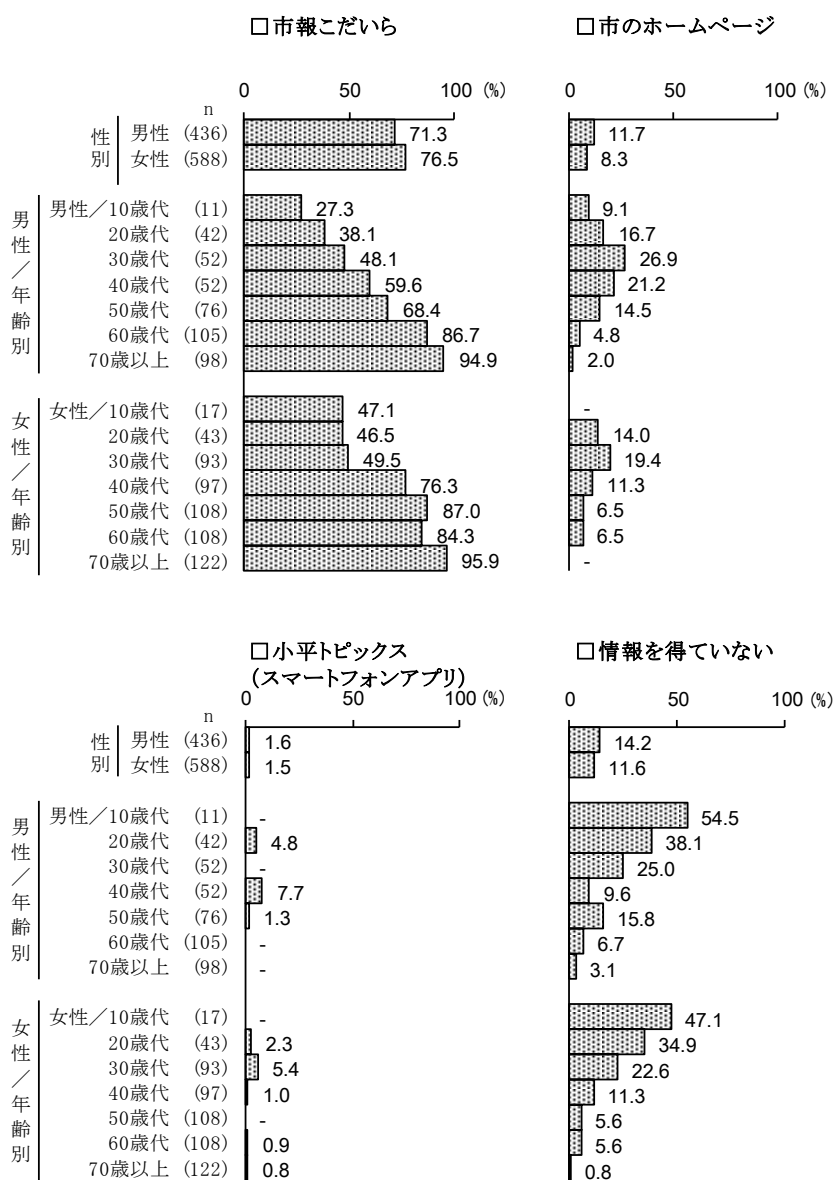 □市報こだいら □市のホームページ
0 50 100 (%) 0 50 100 (%)
n
性別
男性 (436) 71.3 11.7
女性 (588) 76.5 8.3
男性／年齢別
男性／10歳代 (11) 27.3 9.1
20歳代 (42) 38.1 16.7
30歳代 (52) 48.1 26.9
40歳代 (52) 59.6 21.2
50歳代 (76) 68.4 14.5
60歳代 (105) 86.7 4.8
70歳以上 (98) 94.9 2.0
女性／年齢別
女性／10歳代 (17) 47.1 -
20歳代 (43) 46.5 14.0
30歳代 (93) 49.5 19.4
40歳代 (97) 76.3 11.3
50歳代 (108) 87.0 6.5
60歳代 (108) 84.3 6.5
70歳以上 (122) 95.9 -
□小平トピックス □情報を得ていない
(スマートフォンアプリ)
0 50 100 (%) 0 50 100 (%)
n
性別
男性 (436) 1.6 14.2
女性 (588) 1.5 11.6
男性／年齢別
男性／10歳代 (11) - 54.5
20歳代 (42) 4.8 38.1
30歳代 (52) - 25.0
40歳代 (52) 7.7 9.6
50歳代 (76) 1.3 15.8
60歳代 (105) - 6.7
70歳以上 (98) - 3.1
女性／年齢別
女性／10歳代 (17) - 47.1
20歳代 (43) 2.3 34.9
30歳代 (93) 5.4 22.6
40歳代 (97) 1.0 11.3
50歳代 (108) - 5.6
60歳代 (108) 0.9 5.6
70歳以上 (122) 0.8 0.8